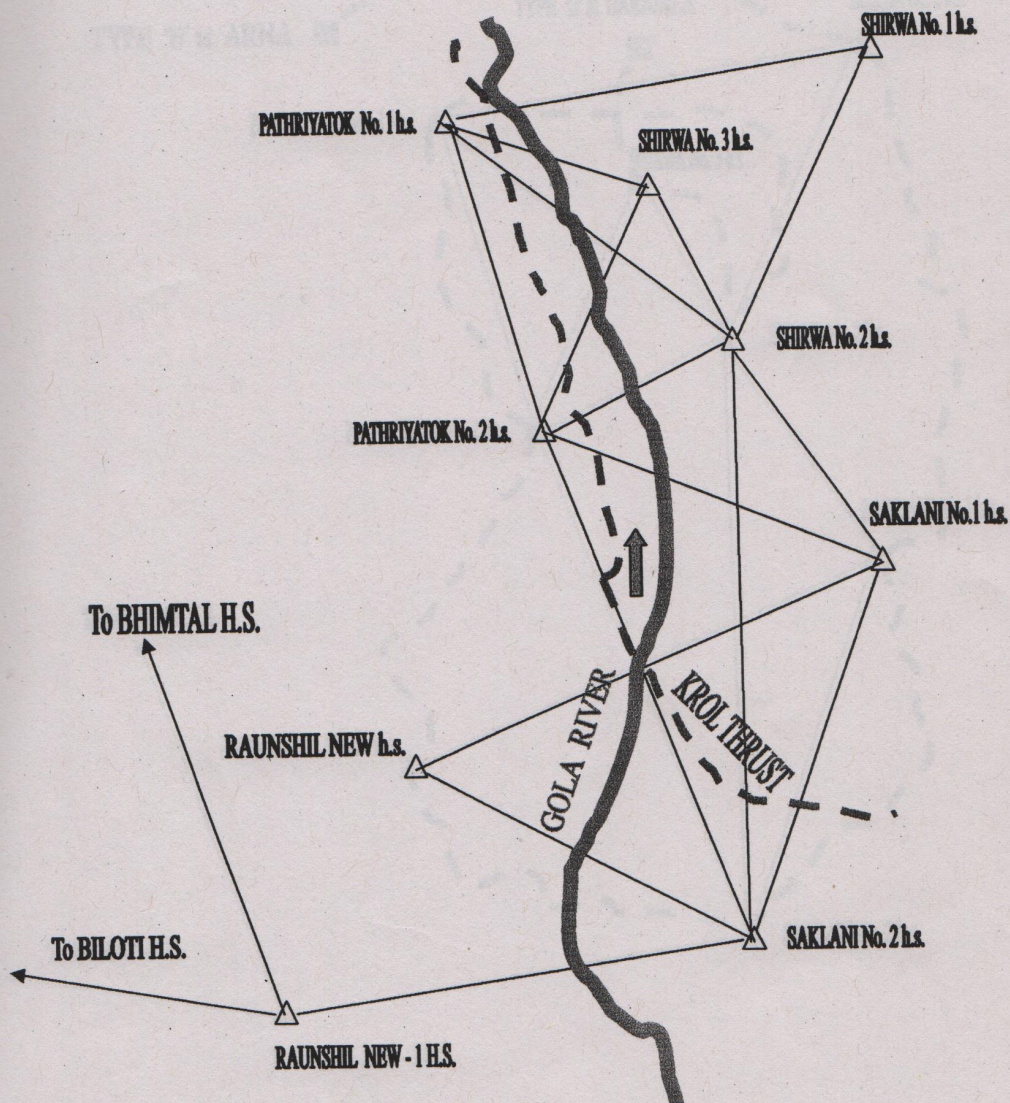 SHIRWA No. 1 h.s.
PATHRIYATOK No. 1 h.s.
SHIRWA No. 3 h.s.
SHIRWA No. 2 h.s.
PATHRIYATOK No. 2 h.s.
SAKLANI No.1 h.s.
To BHIMTAL H.S.
KROL THRUST
GOLA RIVER
RAUNSHIL NEW h.s.
To BILOTI H.S.
SAKLANI No. 2 h.s.
RAUNSHIL NEW - 1 H.S.